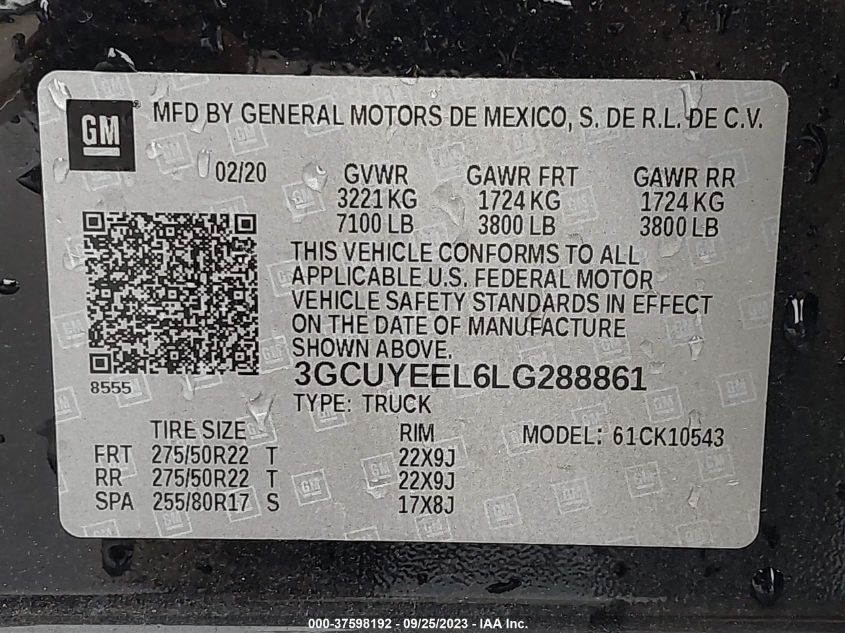 GM MFD BY GENERAL MOTORS DE MEXICO, S. DE R.L. DE C.V.
02/20 GVWR GAWR FRT GAWR RR
3221 KG 1724 KG 1724 KG
7100 LB 3800 LB 3800 LB
THIS VEHICLE CONFORMS TO ALL
APPLICABLE U.S. FEDERAL MOTOR
VEHICLE SAFETY STANDARDS IN EFFECT
ON THE DATE OF MANUFACTURE
SHOWN ABOVE.
8555 3GCUYEEL6LG288861
TYPE: TRUCK
TIRE SIZE RIM MODEL: 61CK10543
FRT 275/50R22 T 22X9J
RR 275/50R22 T 22X9J
SPA 255/80R17 S 17X8J
000-37598192 - 09/25/2023 - © IAA Inc.